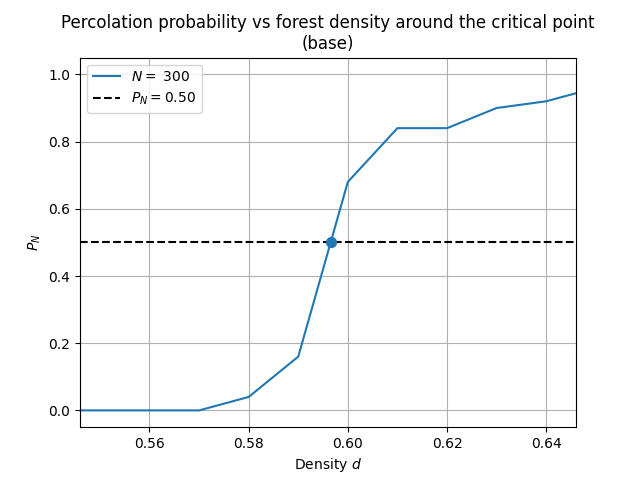 Percolation probability vs forest density around the critical point
(base)
N = 300
P_N = 0.50
1.0
0.8
0.6
0.4
0.2
0.0
P_N
0.56 0.58 0.60 0.62 0.64
Density d